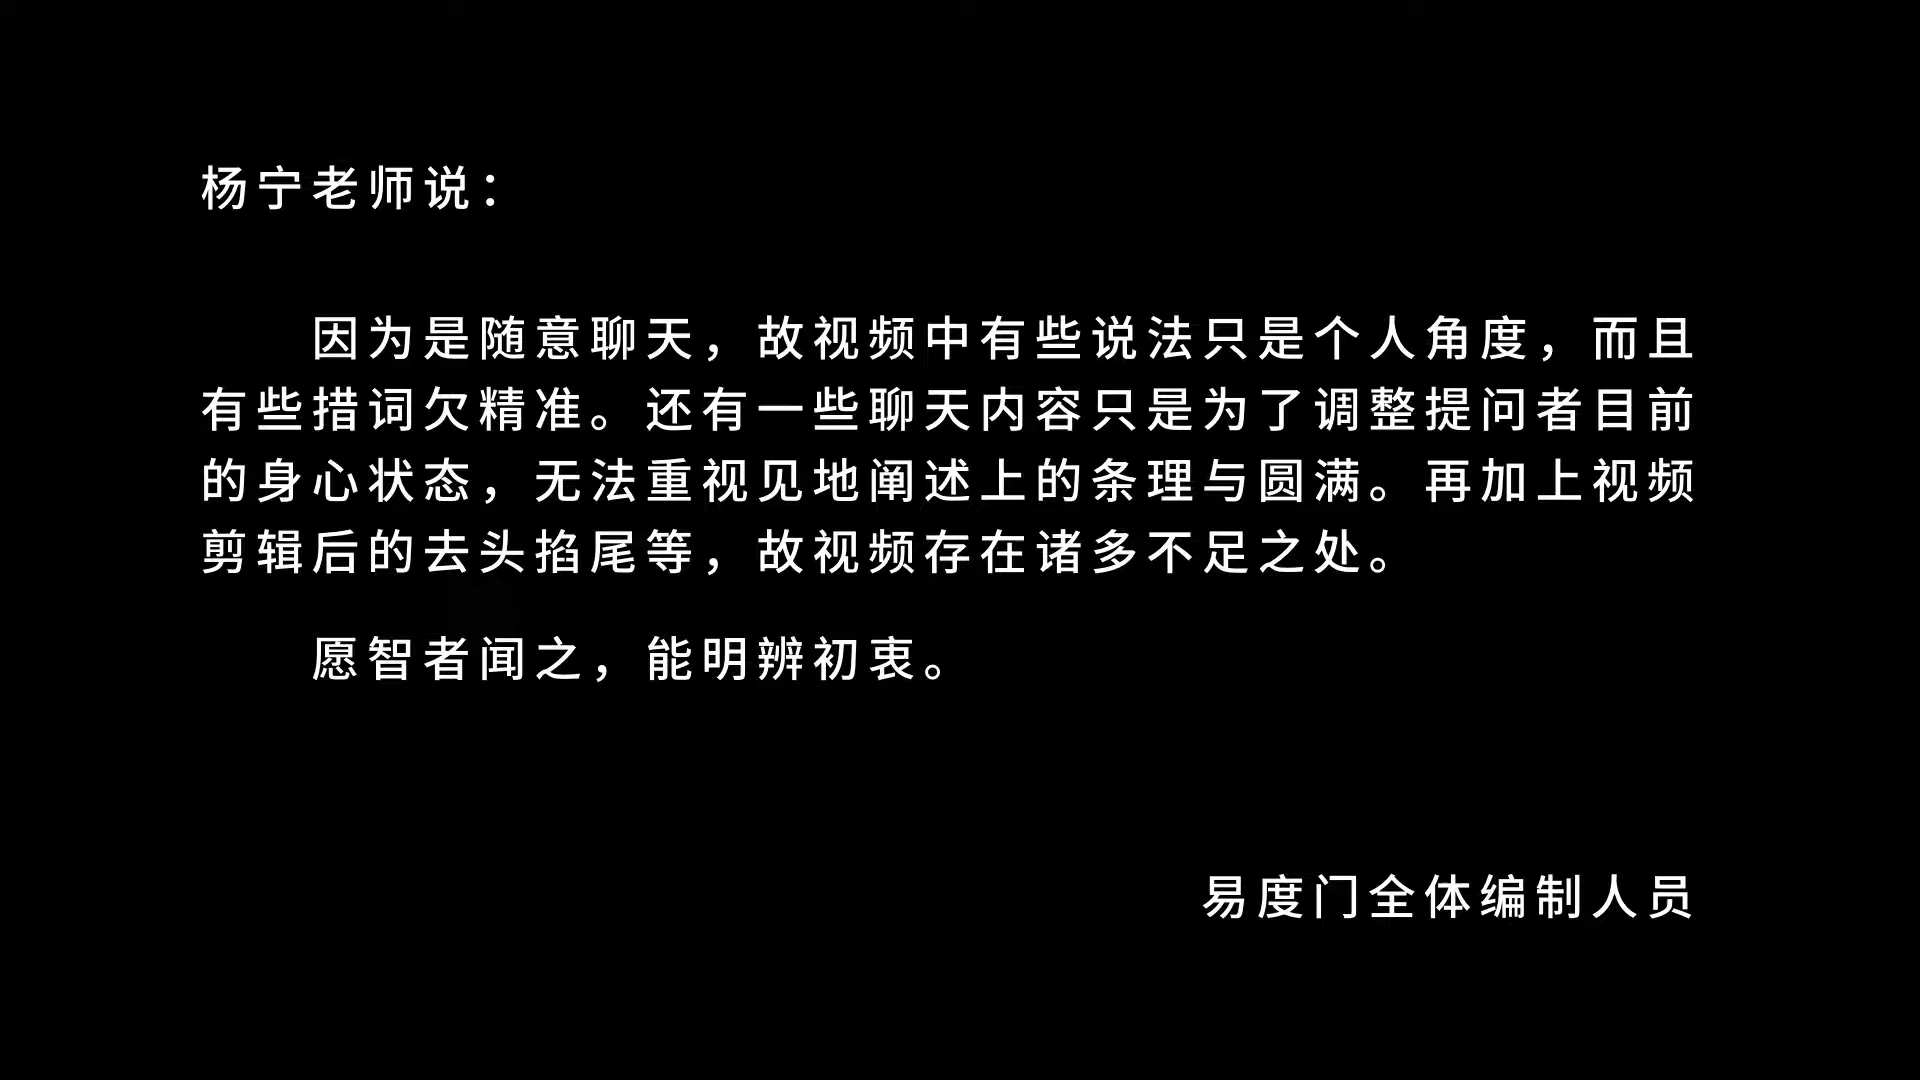 杨宁老师说：
因为是随意聊天，故视频中有些说法只是个人角度，而且
有些措词欠精准。还有一些聊天内容只是为了调整提问者目前
的身心状态，无法重视见地阐述上的条理与圆满。再加上视频
剪辑后的去头掐尾等，故视频存在诸多不足之处。
愿智者闻之，能明辨初衷。
易度门全体编制人员